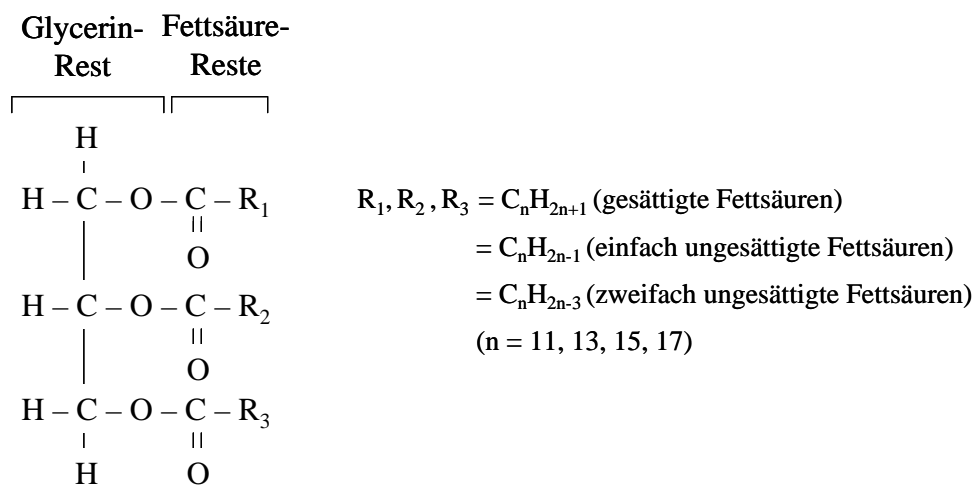 Glycerin- Fettsäure-
Rest Reste
H
H – C – O – C – R₁
O
H – C – O – C – R₂
O
H – C – O – C – R₃
H O
R₁, R₂, R₃ = CₙH₂ₙ₊₁ (gesättigte Fettsäuren)
= CₙH₂ₙ₋₁ (einfach ungesättigte Fettsäuren)
= CₙH₂ₙ₋₃ (zweifach ungesättigte Fettsäuren)
(n = 11, 13, 15, 17)